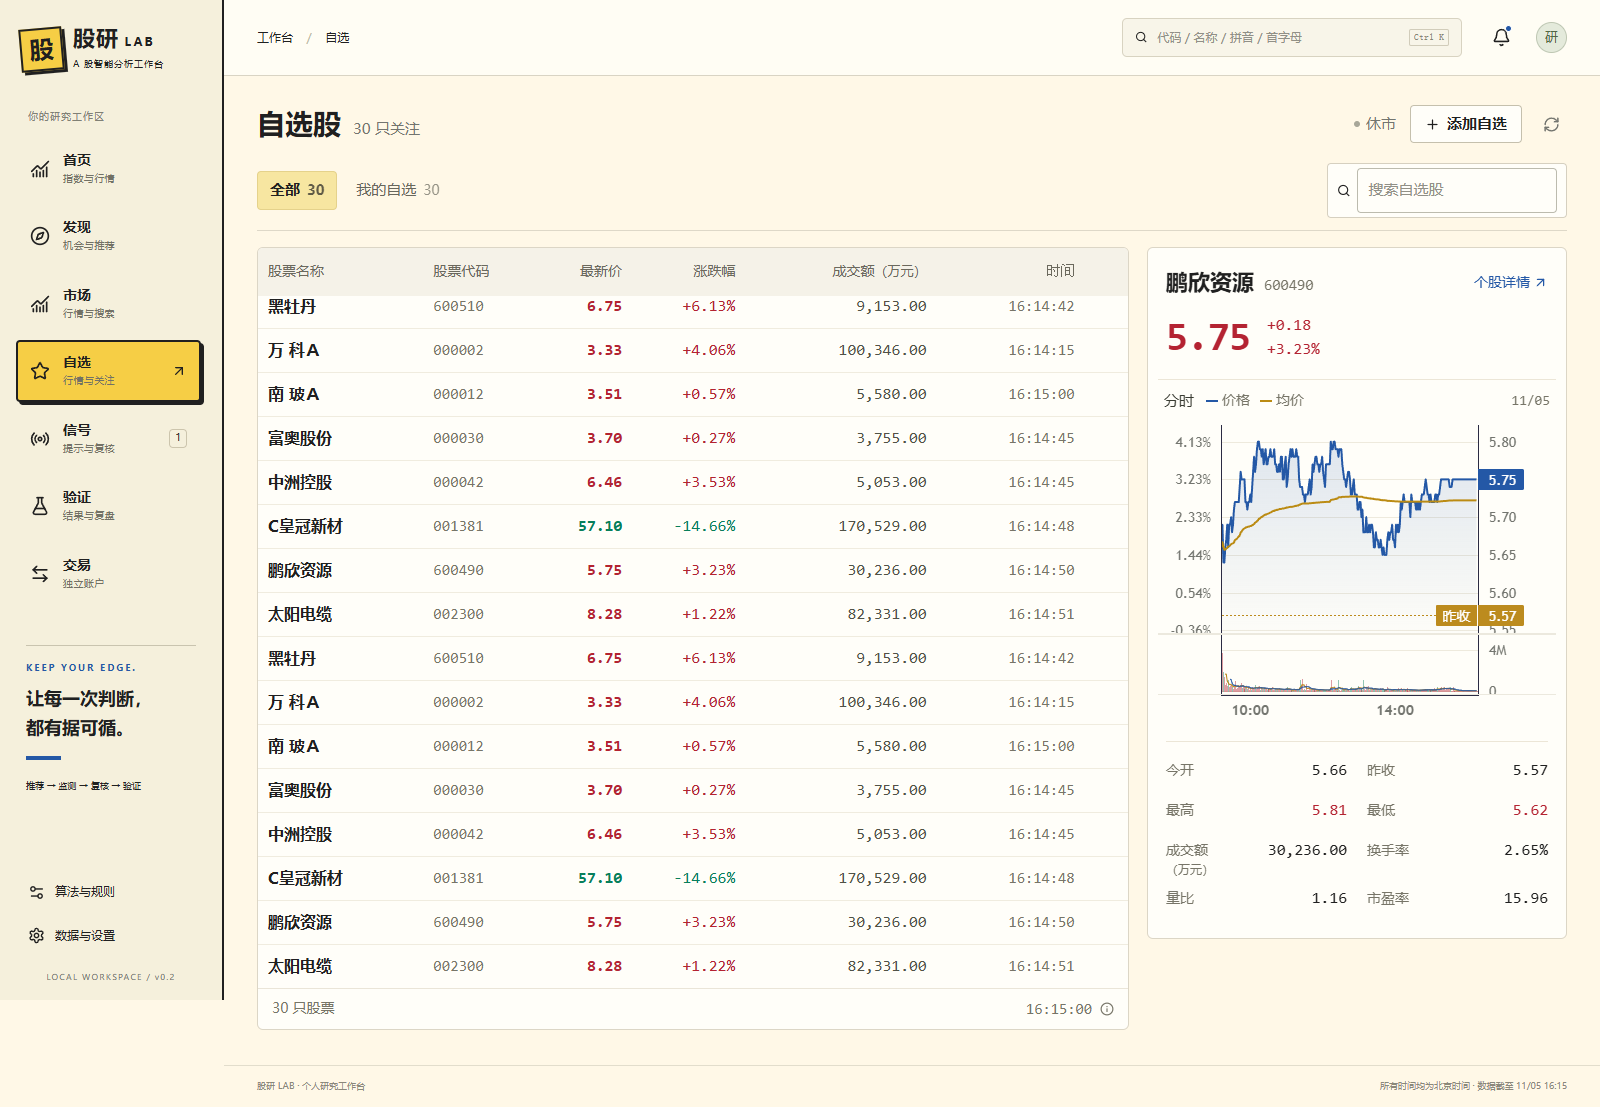 股
股研 LAB
A 股智能分析工作台
你的研究工作区
首页
指数与行情
发现
机会与推荐
市场
行情与搜索
自选
行情与关注
信号
提示与复核
1
验证
结果与复盘
交易
独立账户
KEEP YOUR EDGE.
让每一次判断，
都有据可循。
推荐 → 监测 → 复核 → 验证
算法与规则
数据与设置
LOCAL WORKSPACE / v0.2
工作台 / 自选
代码 / 名称 / 拼音 / 首字母 Ctrl K
研
自选股 30 只关注
休市
添加自选
全部 30 我的自选 30
搜索自选股
股票名称 股票代码 最新价 涨跌幅 成交额（万元） 时间
黑牡丹 600510 6.75 +6.13% 9,153.00 16:14:42
万 科A 000002 3.33 +4.06% 100,346.00 16:14:15
南 玻A 000012 3.51 +0.57% 5,580.00 16:15:00
富奥股份 000030 3.70 +0.27% 3,755.00 16:14:45
中洲控股 000042 6.46 +3.53% 5,053.00 16:14:45
C皇冠新材 001381 57.10 -14.66% 170,529.00 16:14:48
鹏欣资源 600490 5.75 +3.23% 30,236.00 16:14:50
太阳电缆 002300 8.28 +1.22% 82,331.00 16:14:51
黑牡丹 600510 6.75 +6.13% 9,153.00 16:14:42
万 科A 000002 3.33 +4.06% 100,346.00 16:14:15
南 玻A 000012 3.51 +0.57% 5,580.00 16:15:00
富奥股份 000030 3.70 +0.27% 3,755.00 16:14:45
中洲控股 000042 6.46 +3.53% 5,053.00 16:14:45
C皇冠新材 001381 57.10 -14.66% 170,529.00 16:14:48
鹏欣资源 600490 5.75 +3.23% 30,236.00 16:14:50
太阳电缆 002300 8.28 +1.22% 82,331.00 16:14:51
30 只股票 16:15:00
鹏欣资源 600490 个股详情
5.75
+0.18
+3.23%
分时 价格 均价 11/05
4.13% 5.80
3.23% 5.75
2.33% 5.70
1.44% 5.65
0.54% 5.60
昨收 5.57
-0.36% 5.55
4M
0
10:00 14:00
今开 5.66 昨收 5.57
最高 5.81 最低 5.62
成交额 30,236.00 换手率 2.65%
（万元）
量比 1.16 市盈率 15.96
股研 LAB · 个人研究工作台
所有时间均为北京时间 · 数据截至 11/05 16:15